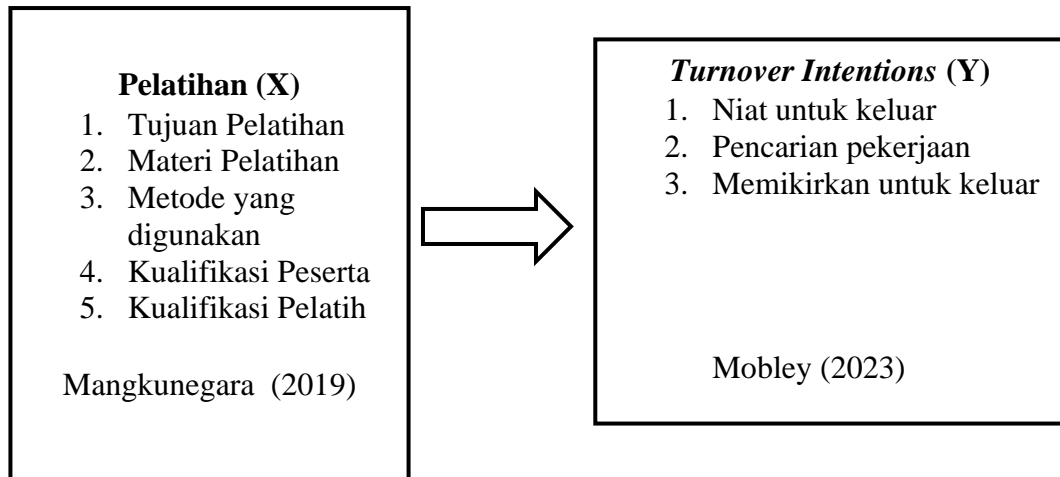 Pelatihan (X)
1. Tujuan Pelatihan
2. Materi Pelatihan
3. Metode yang
digunakan
4. Kualifikasi Peserta
5. Kualifikasi Pelatih
Mangkunegara (2019)
Turnover Intentions (Y)
1. Niat untuk keluar
2. Pencarian pekerjaan
3. Memikirkan untuk keluar
Mobley (2023)